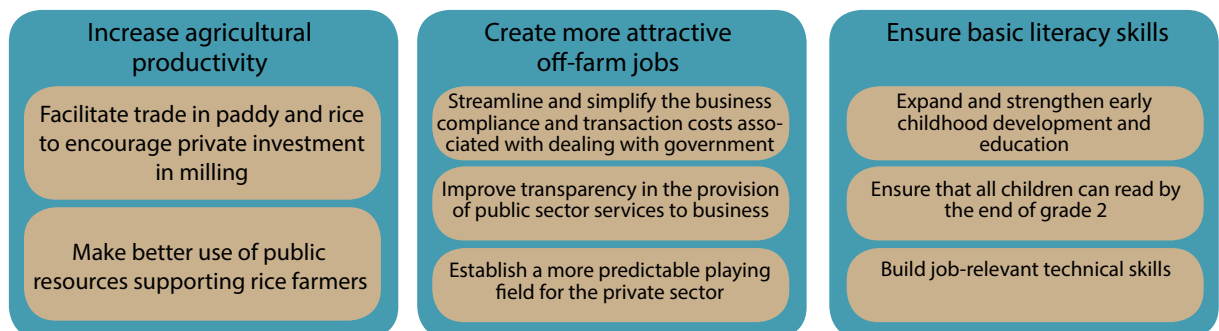 Increase agricultural
productivity
Facilitate trade in paddy and rice
to encourage private investment
in milling
Make better use of public
resources supporting rice farmers
Create more attractive
off-farm jobs
Streamline and simplify the business
compliance and transaction costs asso-
ciated with dealing with government
Improve transparency in the provision
of public sector services to business
Establish a more predictable playing
field for the private sector
Ensure basic literacy skills
Expand and strengthen early
childhood development and
education
Ensure that all children can read by
the end of grade 2
Build job-relevant technical skills